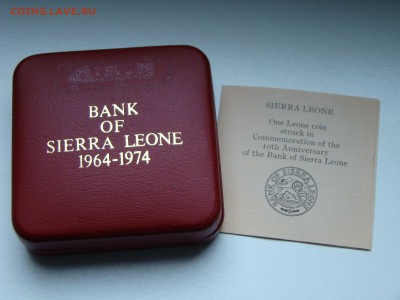 COINS.LAVE.RU
BANK
OF
SIERRA LEONE
1964-1974
SIERRA LEONE
One Leone coin
struck in
Commemoration of the
10th Anniversary
of the Bank of Sierra Leone
BANK OF SIERRA LEONE